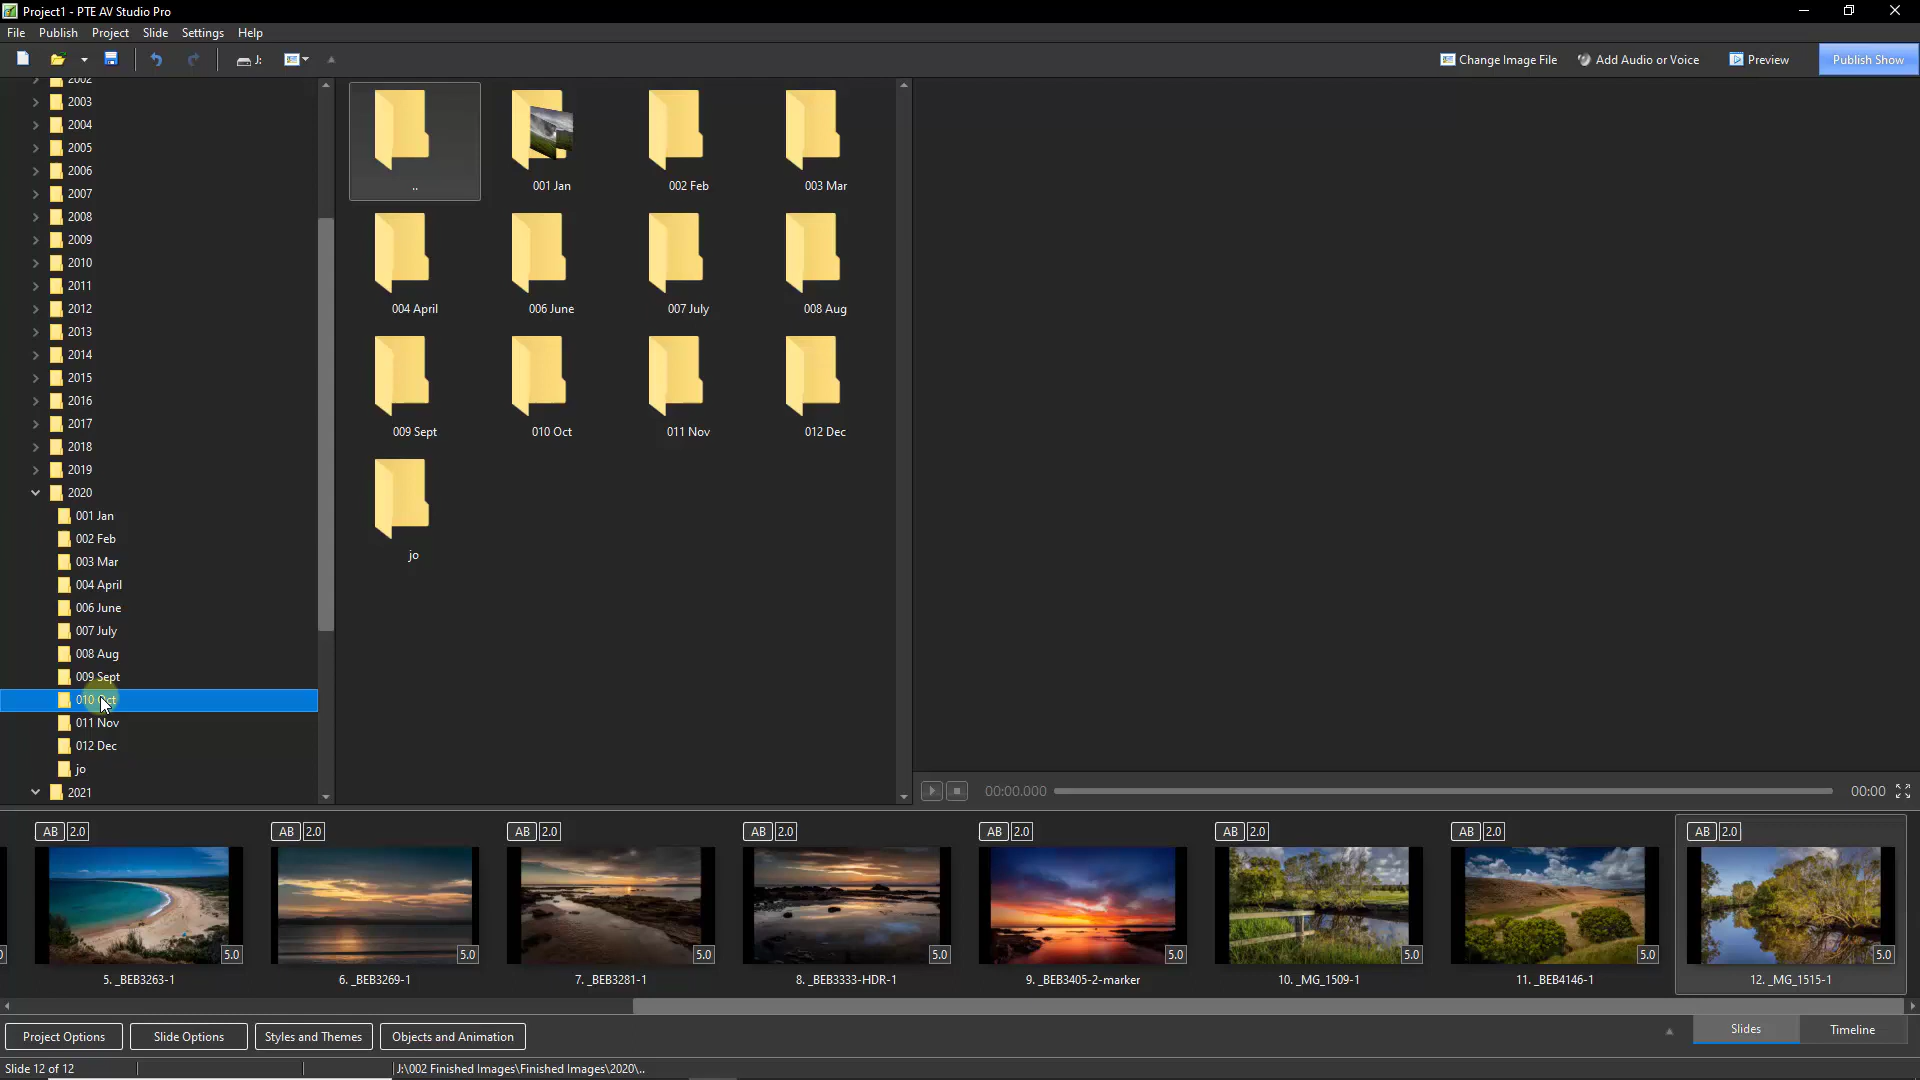 Project1 - PTE AV Studio Pro
File Publish Project Slide Settings Help
J:
Change Image File Add Audio or Voice Preview Publish Show
2002
2003
2004
2005
2006
2007
2008
2009
2010
2011
2012
2013
2014
2015
2016
2017
2018
2019
2020
001 Jan
002 Feb
003 Mar
004 April
006 June
007 July
008 Aug
009 Sept
010 Oct
011 Nov
012 Dec
jo
2021
.. 001 Jan 002 Feb 003 Mar
004 April 006 June 007 July 008 Aug
009 Sept 010 Oct 011 Nov 012 Dec
jo
00:00.000 00:00
AB 2.0 AB 2.0 AB 2.0 AB 2.0 AB 2.0 AB 2.0 AB 2.0 AB 2.0
5.0 5.0 5.0 5.0 5.0 5.0 5.0 5.0
5. _BEB3263-1 6. _BEB3269-1 7. _BEB3281-1 8. _BEB3333-HDR-1 9. _BEB3405-2-marker 10. _MG_1509-1 11. _BEB4146-1 12. _MG_1515-1
Project Options Slide Options Styles and Themes Objects and Animation Slides Timeline
Slide 12 of 12 J:\002 Finished Images\Finished Images\2020\..